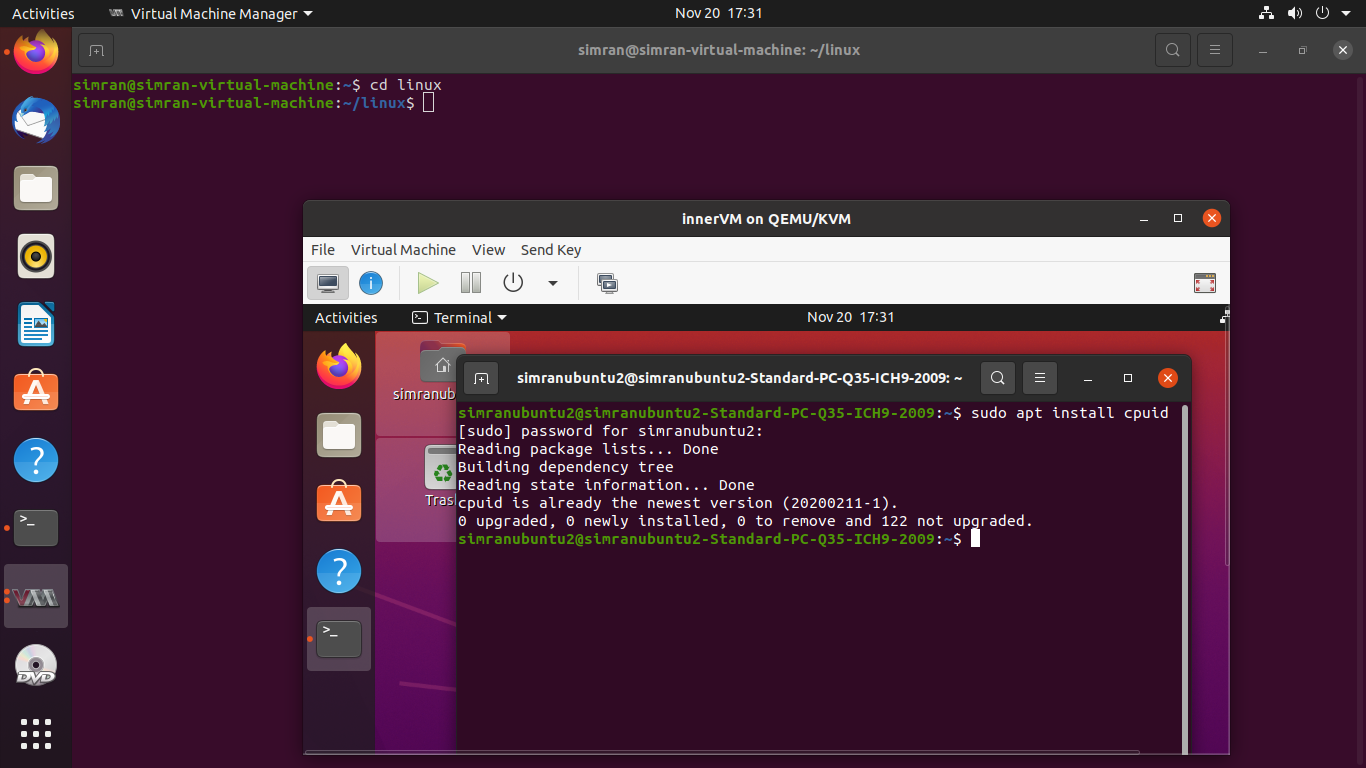 Activities Virtual Machine Manager Nov 20 17:31
simran@simran-virtual-machine: ~/linux
simran@simran-virtual-machine:~$ cd linux
simran@simran-virtual-machine:~/linux$
innerVM on QEMU/KVM
File Virtual Machine View Send Key
Activities Terminal Nov 20 17:31
simranub
Tras
simranubuntu2@simranubuntu2-Standard-PC-Q35-ICH9-2009: ~
simranubuntu2@simranubuntu2-Standard-PC-Q35-ICH9-2009:~$ sudo apt install cpuid
[sudo] password for simranubuntu2:
Reading package lists... Done
Building dependency tree
Reading state information... Done
cpuid is already the newest version (20200211-1).
0 upgraded, 0 newly installed, 0 to remove and 122 not upgraded.
simranubuntu2@simranubuntu2-Standard-PC-Q35-ICH9-2009:~$
DVD